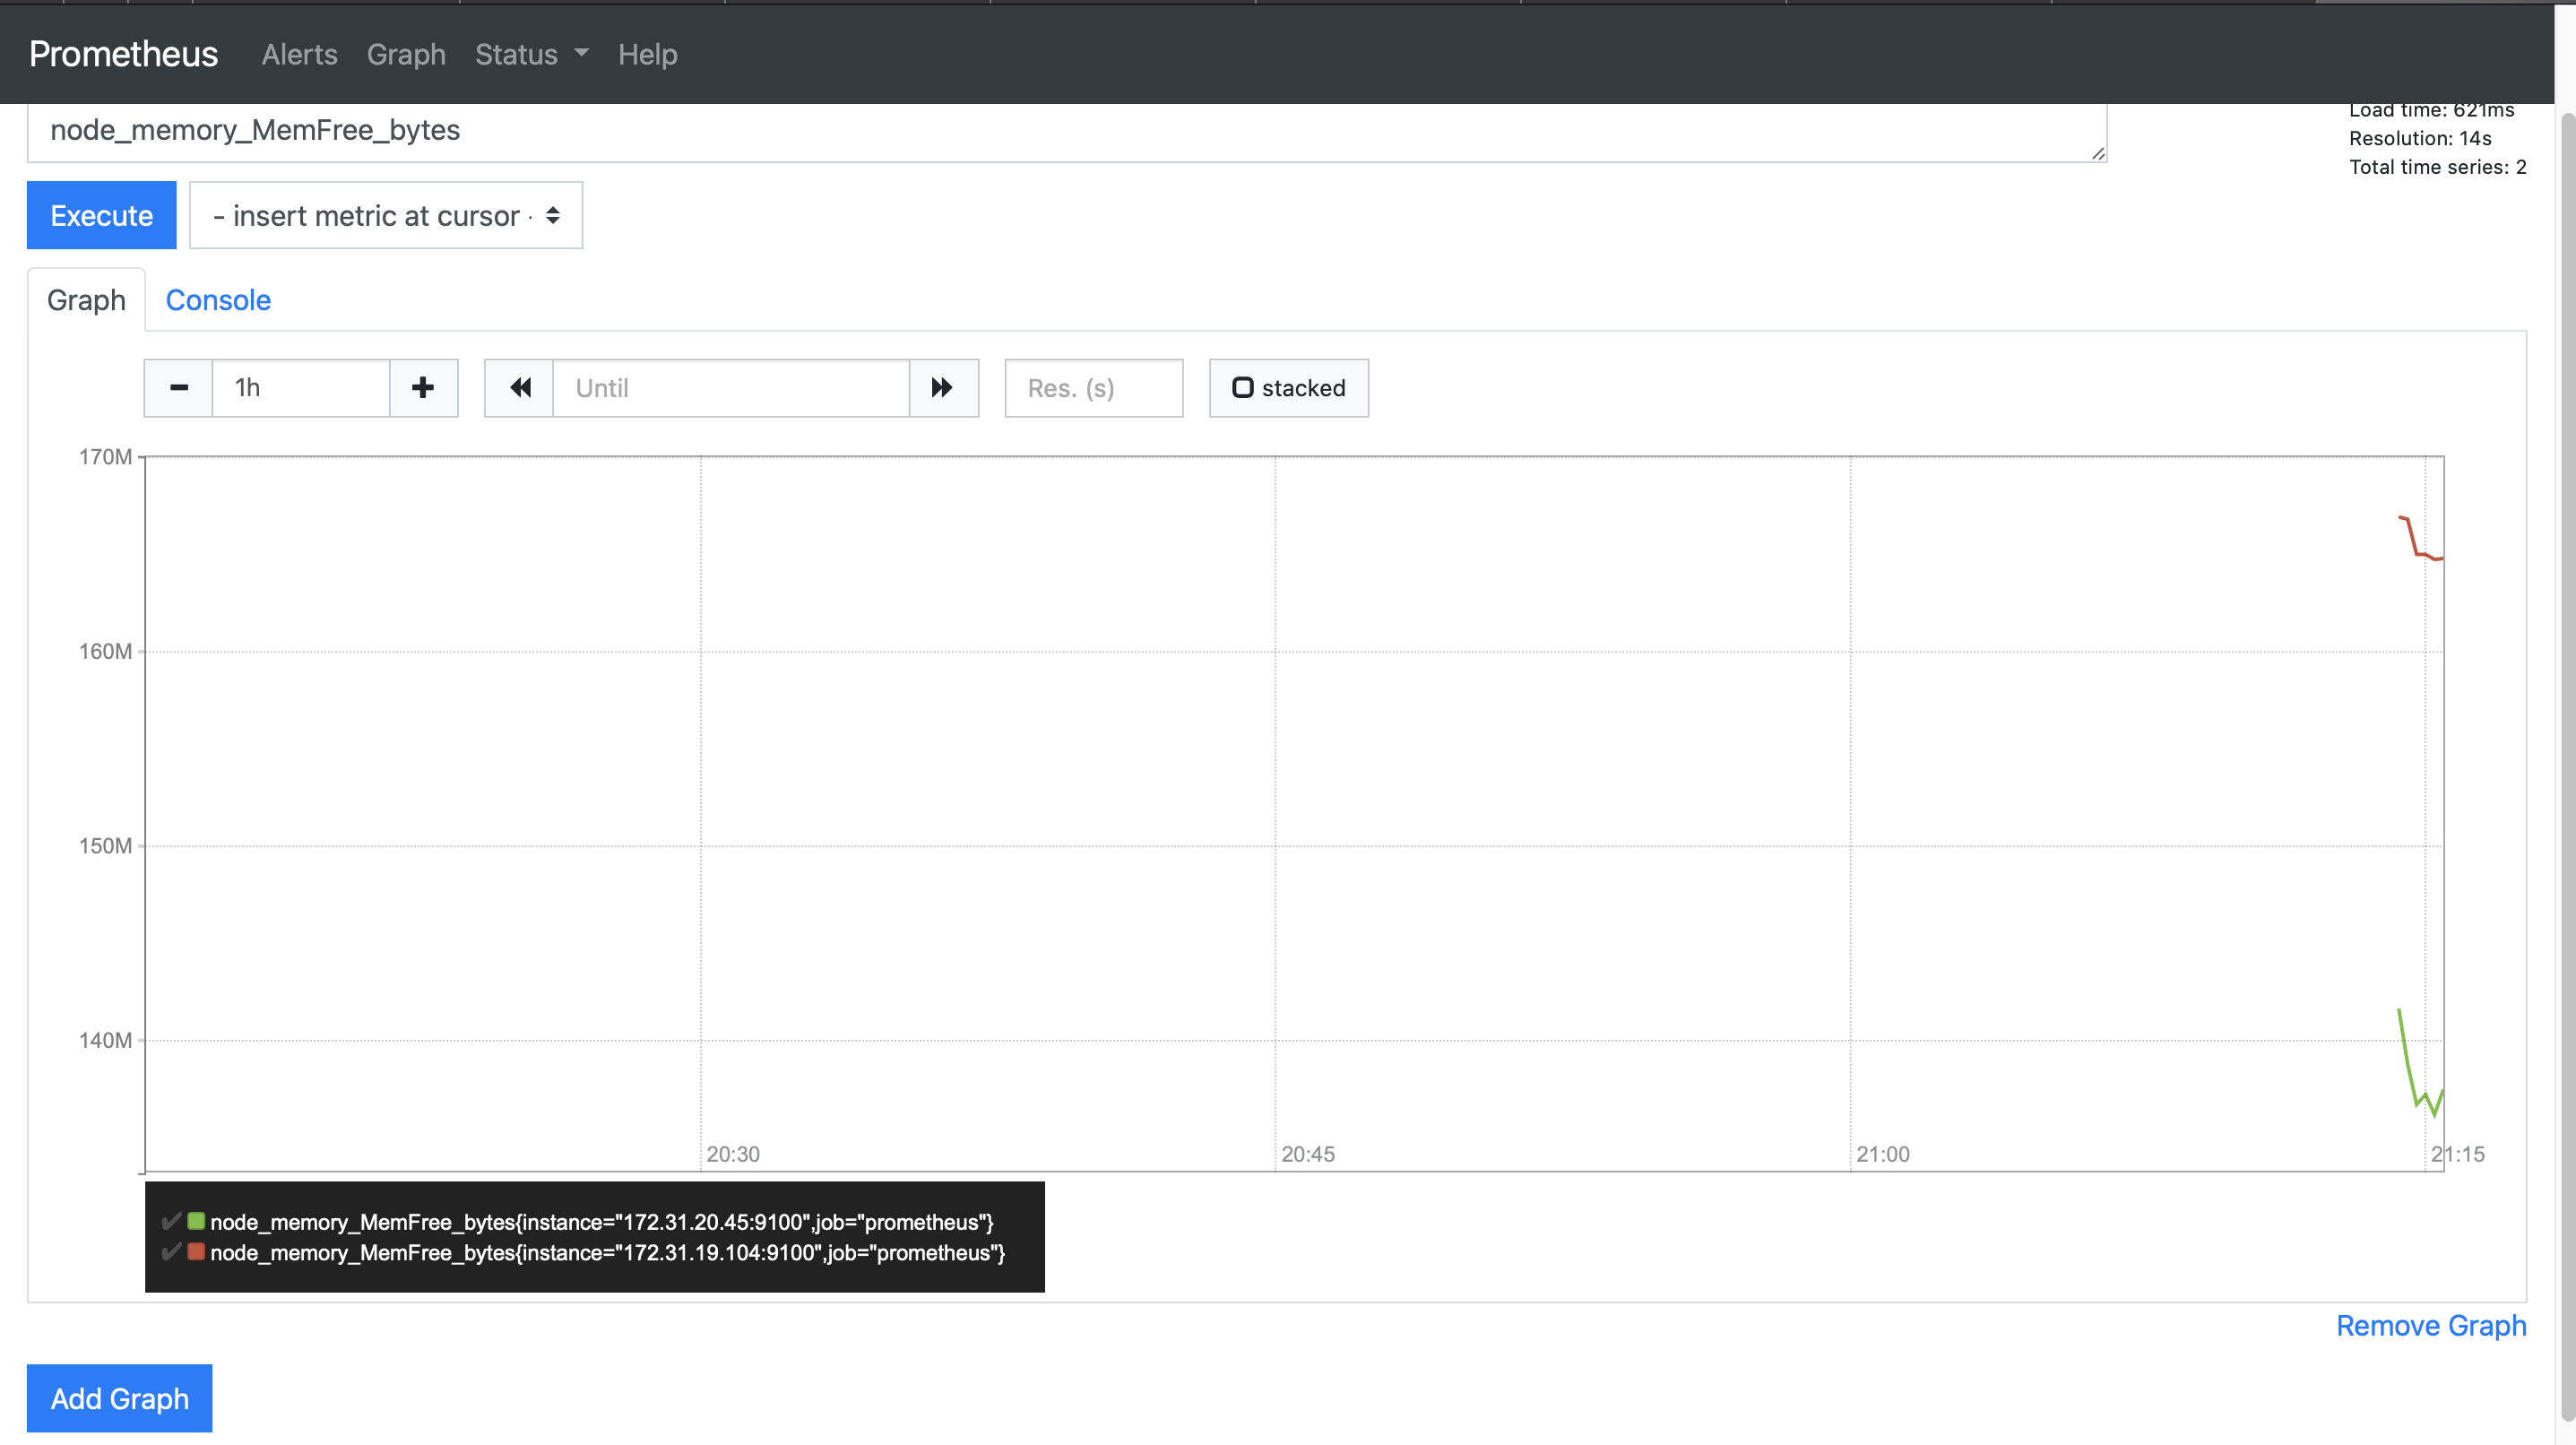 Prometheus Alerts Graph Status Help
node_memory_MemFree_bytes
Load time: 621ms
Resolution: 14s
Total time series: 2
Execute - insert metric at cursor -
Graph Console
1h Until Res. (s) stacked
170M
160M
150M
140M
20:30 20:45 21:00 21:15
node_memory_MemFree_bytes{instance="172.31.20.45:9100",job="prometheus"}
node_memory_MemFree_bytes{instance="172.31.19.104:9100",job="prometheus"}
Remove Graph
Add Graph